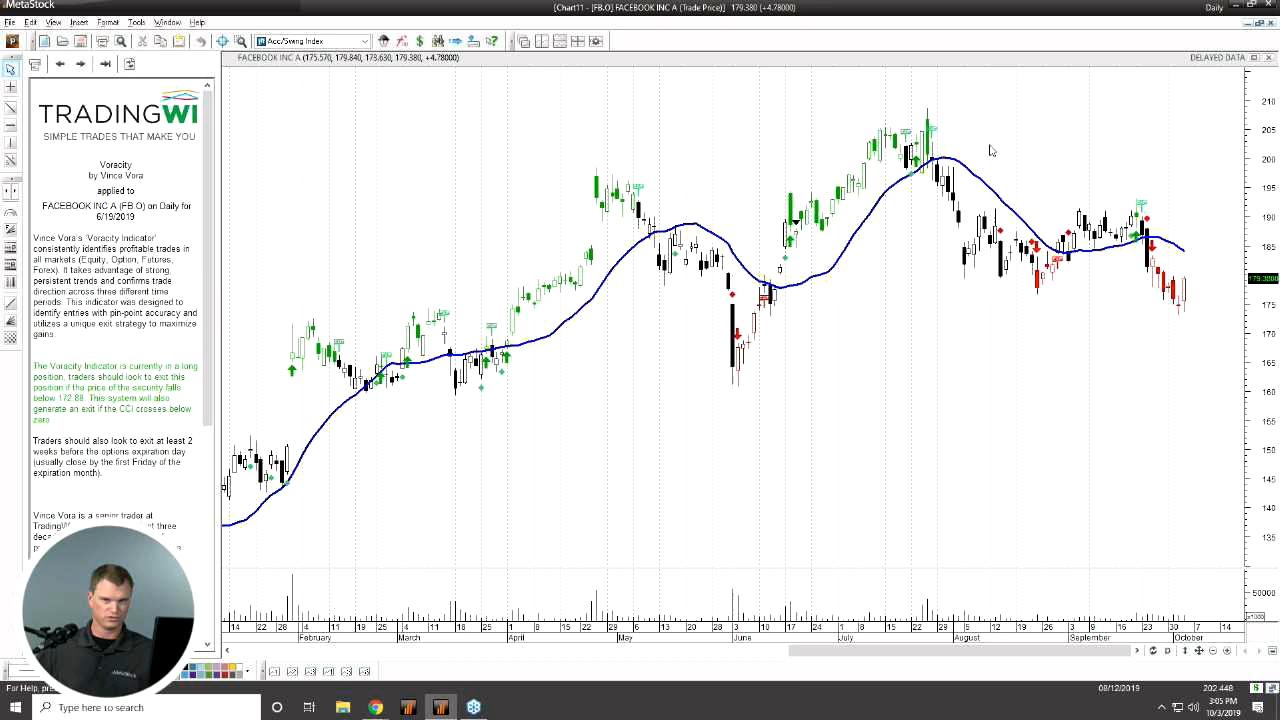 MetaStock
[Chart11 - [FB.O] FACEBOOK INC A (Trade Price)] 179.380 (+4.78000)
Daily
File Edit View Insert Format Tools Window Help
Acc/Swing Index
FACEBOOK INC A (175.570, 179.840, 173.630, 179.380, +4.78000)
DELAYED DATA
TRADINGWI
SIMPLE TRADES THAT MAKE YOU
Voracity
by Vince Vora
applied to
FACEBOOK INC A (FB.O) on Daily for
6/19/2019
Vince Vora's 'Voracity Indicator'
consistently identifies profitable trades in
all markets (Equity, Option, Futures,
Forex). It takes advantage of strong,
persistent trends and confirms trade
direction across three different time
periods. This indicator was designed to
identify entries with pin-point accuracy and
utilizes a unique exit strategy to maximize
gains.
The Voracity Indicator is currently in a long
position, traders should look to exit this
position if the price of the security falls
below 172.88. This system will also
generate an exit if the CCI crosses below
zero
Traders should also look to exit at least 2
weeks before the options expiration day
(usually close by the first Friday of the
expiration month).
Vince Vora is a senior trader at
TradingW
t three
deca
210
205
200
195
190
185
179.3800
175
170
165
160
155
150
145
140
135
50000
x1000
14 22 28 4 11 19 25 4 11 18 25 1 8 15 22 29 6 13 20 28 3 10 17 24 1 8 15 22 29 5 12 19 26 3 9 16 23 30 7 14
February March April May June July August September October
For Help, pre
08/12/2019
202.448
Type here to search
3:05 PM
10/3/2019